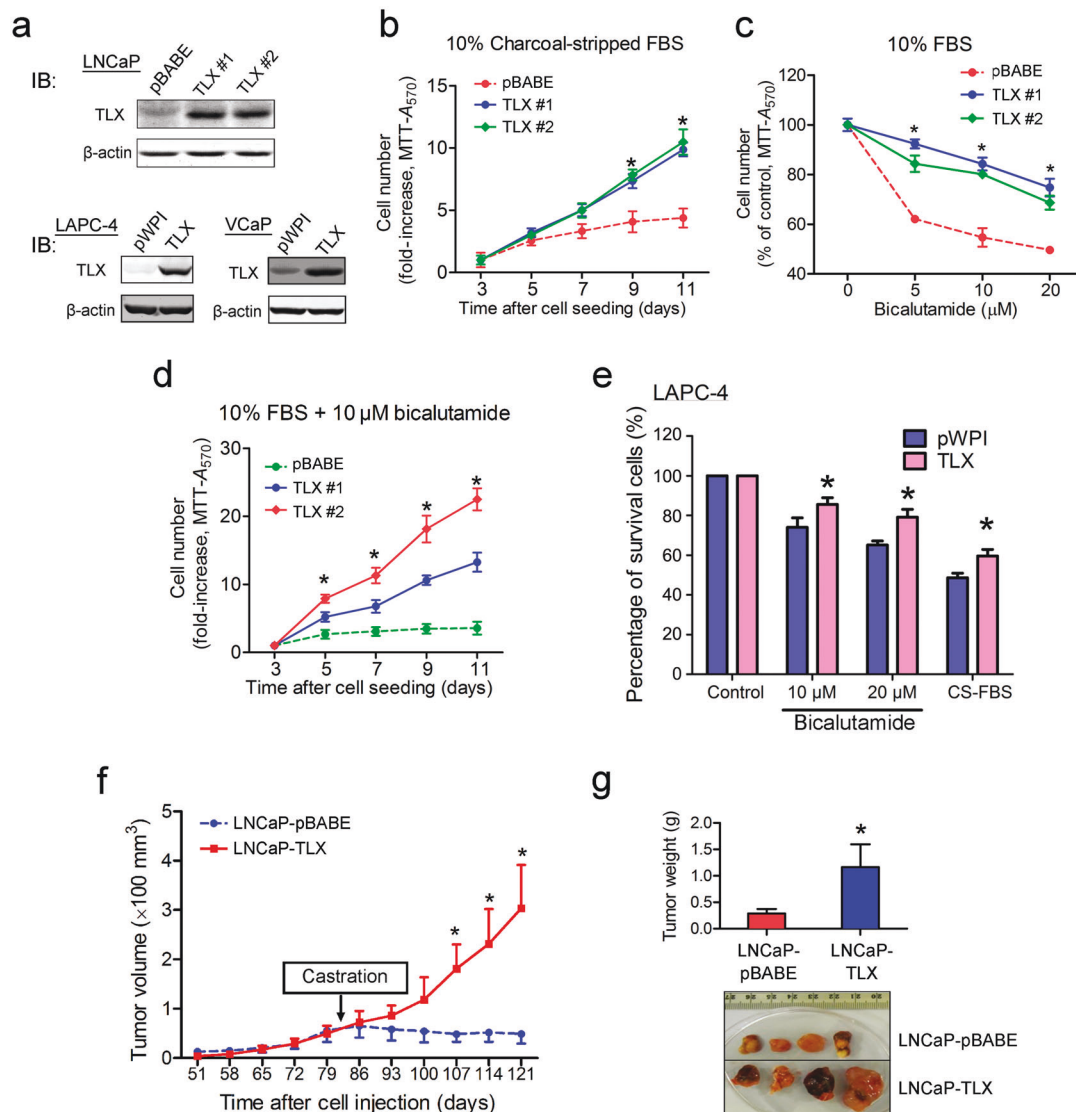 a
LNCaP
IB:
pBABE
TLX #1
TLX #2
TLX
β-actin
LAPC-4
IB:
pWPI
TLX
TLX
β-actin
VCaP
pWPI
TLX
TLX
β-actin
b
10% Charcoal-stripped FBS
pBABE
TLX #1
TLX #2
Cell number
(fold-increase, MTT-A570)
15
10
5
0
*
*
3 5 7 9 11
Time after cell seeding (days)
c
10% FBS
pBABE
TLX #1
TLX #2
Cell number
(% of control, MTT-A570)
120
100
80
60
40
*
*
*
0 5 10 20
Bicalutamide (μM)
d
10% FBS + 10 μM bicalutamide
pBABE
TLX #1
TLX #2
Cell number
(fold-increase, MTT-A570)
30
20
10
0
*
*
*
*
3 5 7 9 11
Time after cell seeding (days)
e
LAPC-4
pWPI
TLX
Percentage of survival cells (%)
120
100
80
60
40
20
0
*
*
*
Control 10 μM 20 μM CS-FBS
Bicalutamide
f
LNCaP-pBABE
LNCaP-TLX
Tumor volume (×100 mm3)
5
4
3
2
1
0
Castration
*
*
*
51 58 65 72 79 86 93 100 107 114 121
Time after cell injection (days)
g
Tumor weight (g)
2.0
1.5
1.0
0.5
0.0
*
LNCaP-
pBABE
LNCaP-
TLX
LNCaP-pBABE
LNCaP-TLX